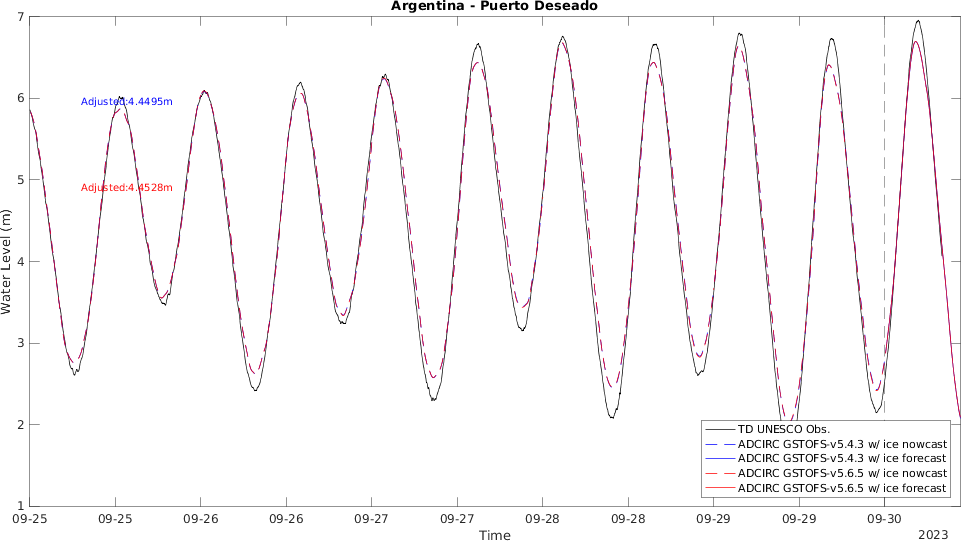 Argentina - Puerto Deseado
7
6
5
4
3
2
1
Water Level (m)
Adjusted:4.4495m
Adjusted:4.4528m
TD UNESCO Obs.
ADCIRC GSTOFS-v5.4.3 w/ ice nowcast
ADCIRC GSTOFS-v5.4.3 w/ ice forecast
ADCIRC GSTOFS-v5.6.5 w/ ice nowcast
ADCIRC GSTOFS-v5.6.5 w/ ice forecast
09-25 09-25 09-26 09-26 09-27 09-27 09-28 09-28 09-29 09-29 09-30
Time
2023